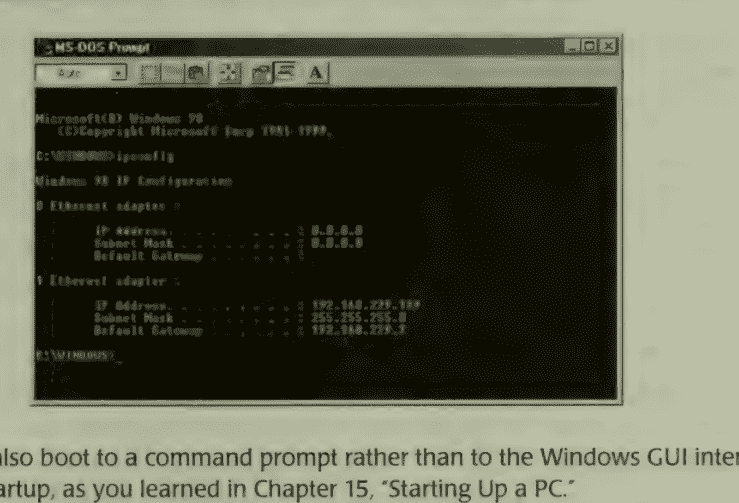 MS-DOS Prompt
Auto
A
Microsoft(R) Windows 98
(C)Copyright Microsoft Corp 1981-1999.
C:\WINDOWS>ipconfig
Windows 98 IP Configuration
0 Ethernet adapter :
IP Address. . . . . . . . . : 0.0.0.0
Subnet Mask . . . . . . . . : 0.0.0.0
Default Gateway . . . . . . :
1 Ethernet adapter :
IP Address. . . . . . . . . :
Subnet Mask . . . . . . . . : 255.255.255.0
Default Gateway . . . . . . :
C:\WINDOWS>
also boot to a command prompt rather than to the Windows GUI inter
artup, as you learned in Chapter 15, “Starting Up a PC.”